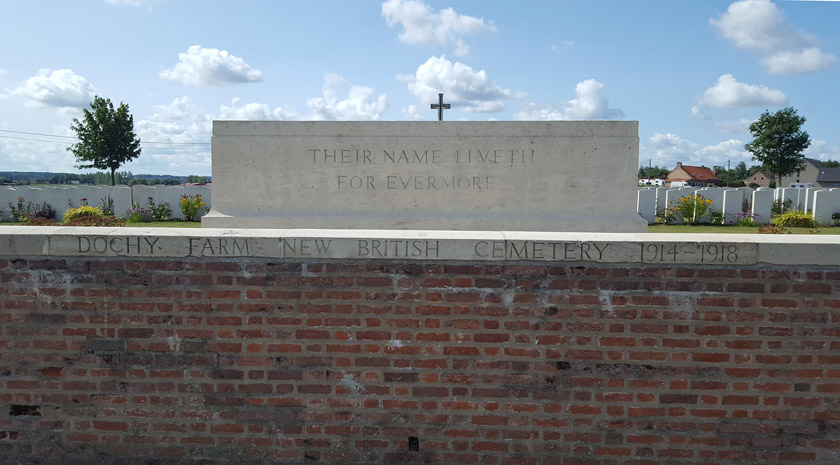 THEIR NAME LIVETH
FOR EVERMORE
DOCHY FARM NEW BRITISH CEMETERY 1914-1918